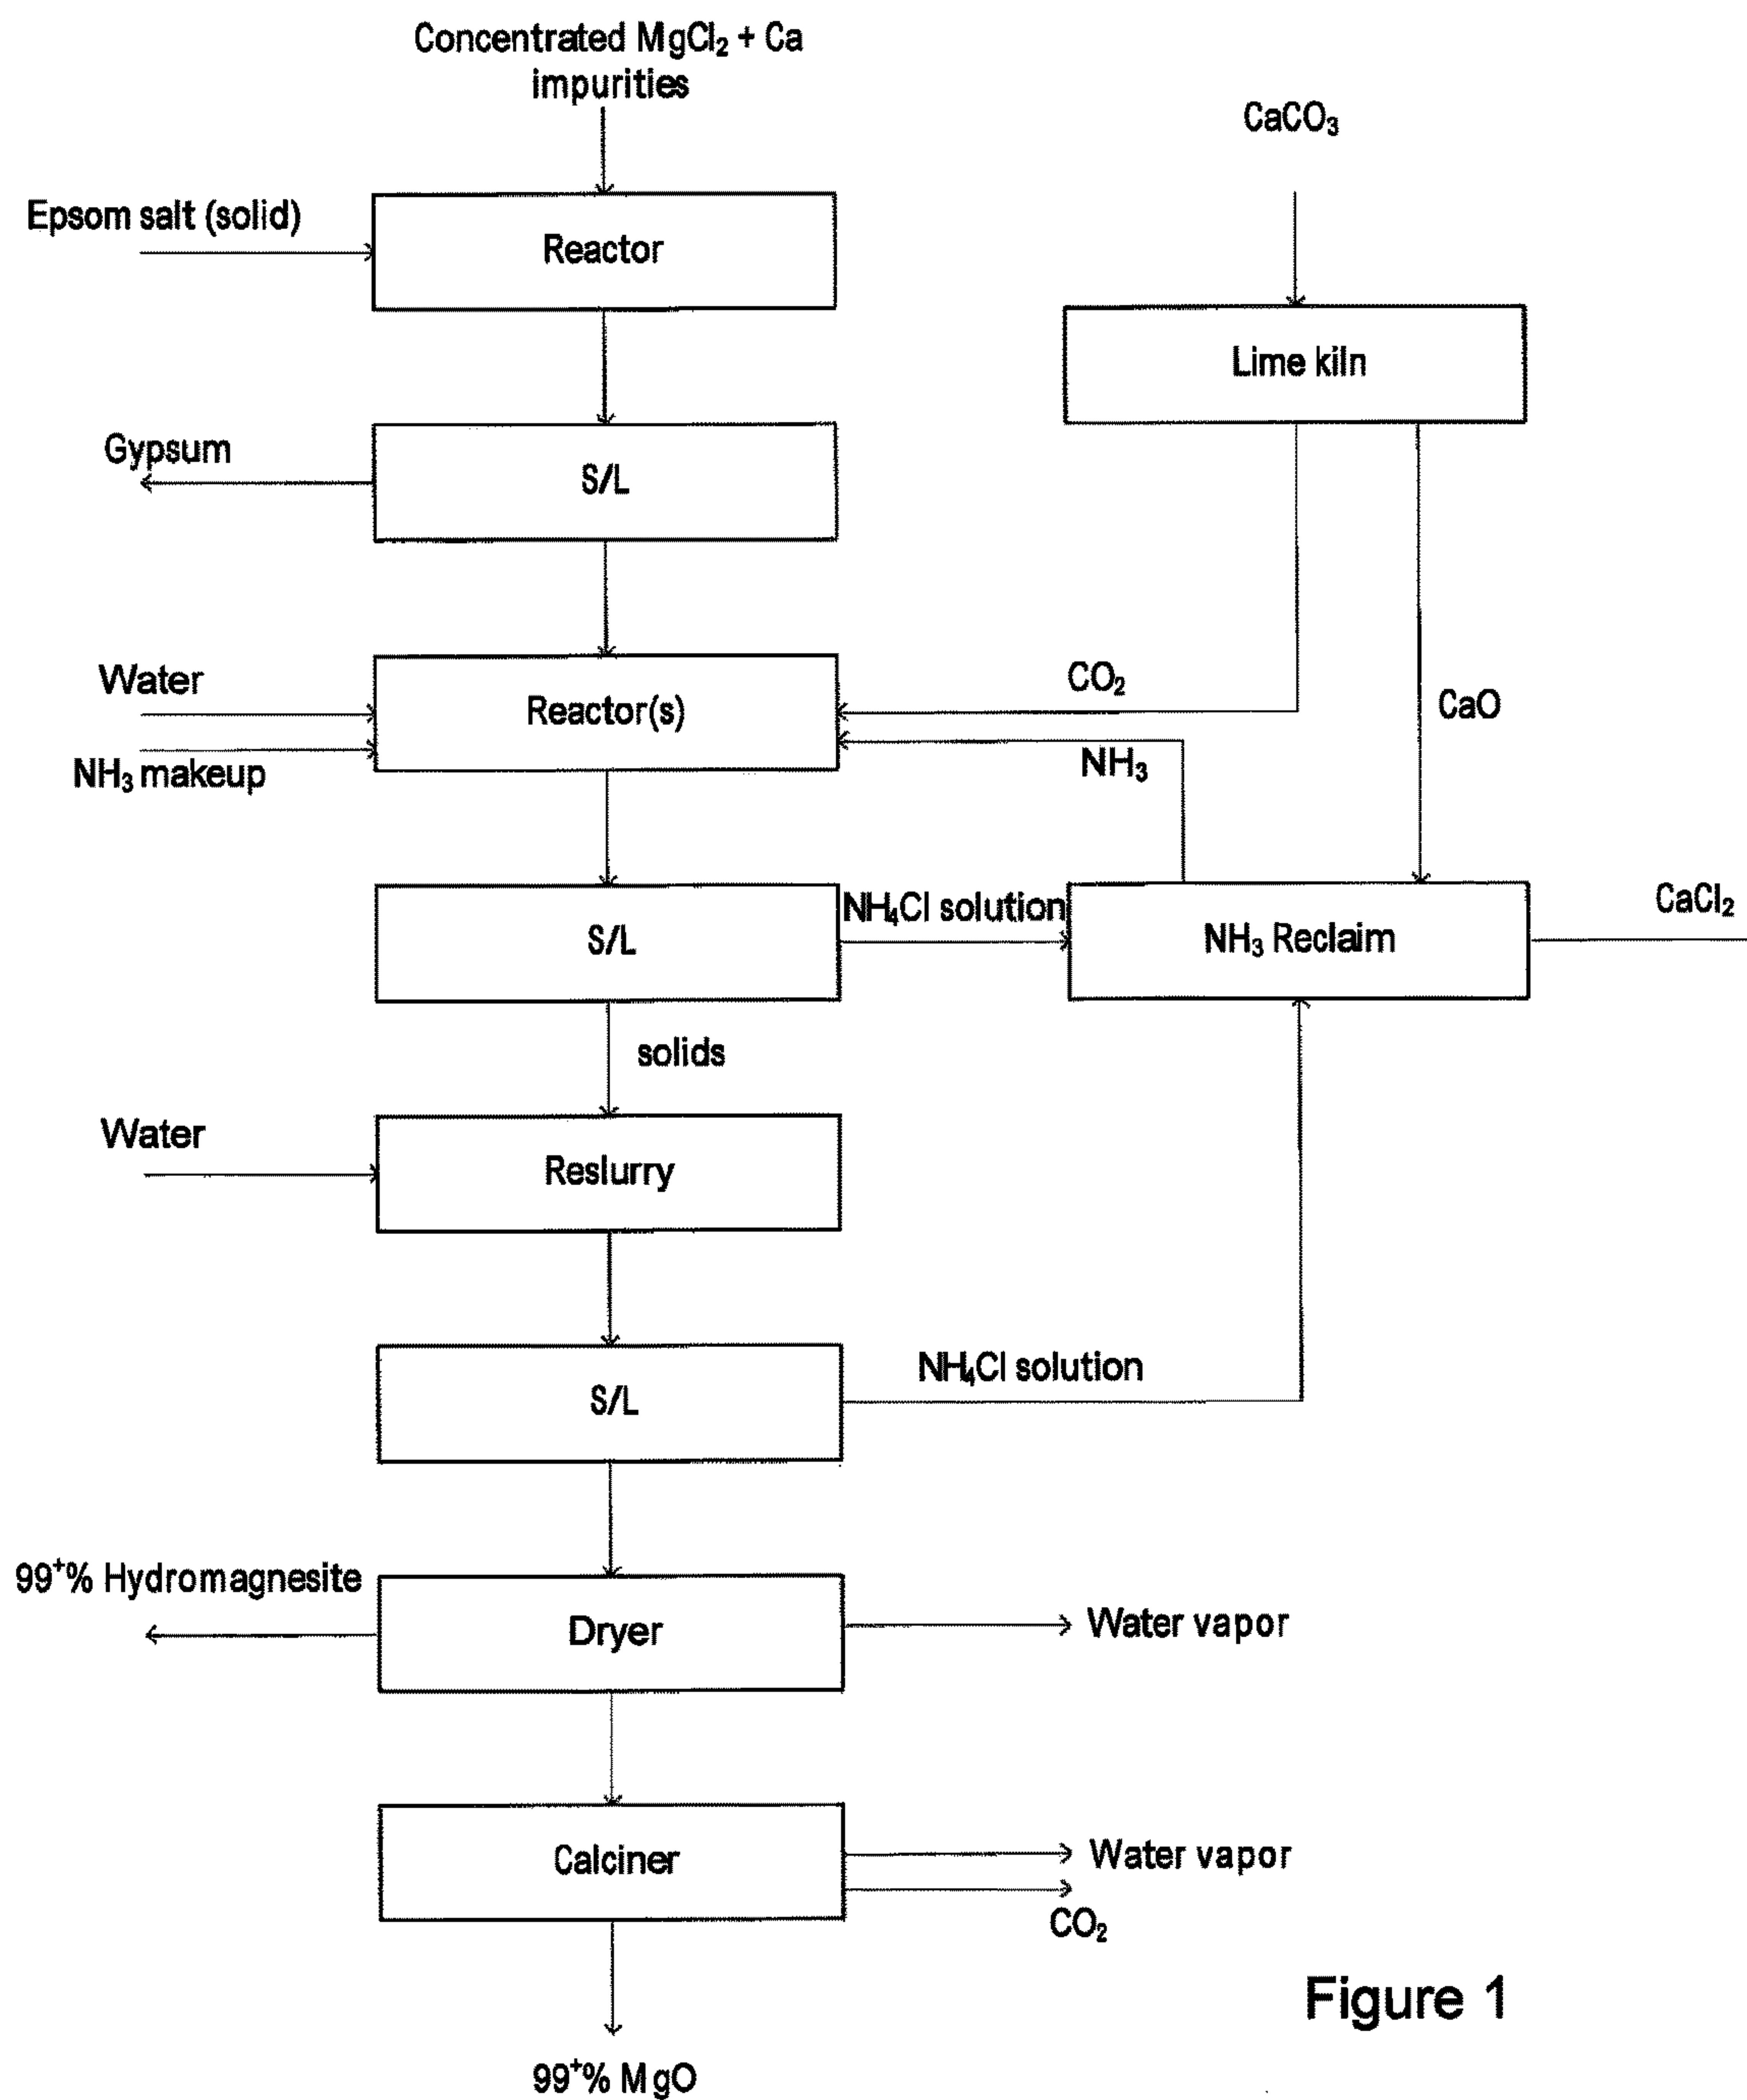 Concentrated MgCl₂ + Ca
impurities
CaCO₃
Epsom salt (solid)
Reactor
Lime kiln
Gypsum
S/L
Water
Reactor(s)
CO₂
CaO
NH₃ makeup
NH₃
S/L
NH₄Cl solution
NH₃ Reclaim
CaCl₂
solids
Water
Reslurry
S/L
NH₄Cl solution
99⁺% Hydromagnesite
Dryer
Water vapor
Calciner
Water vapor
CO₂
Figure 1
99⁺% MgO